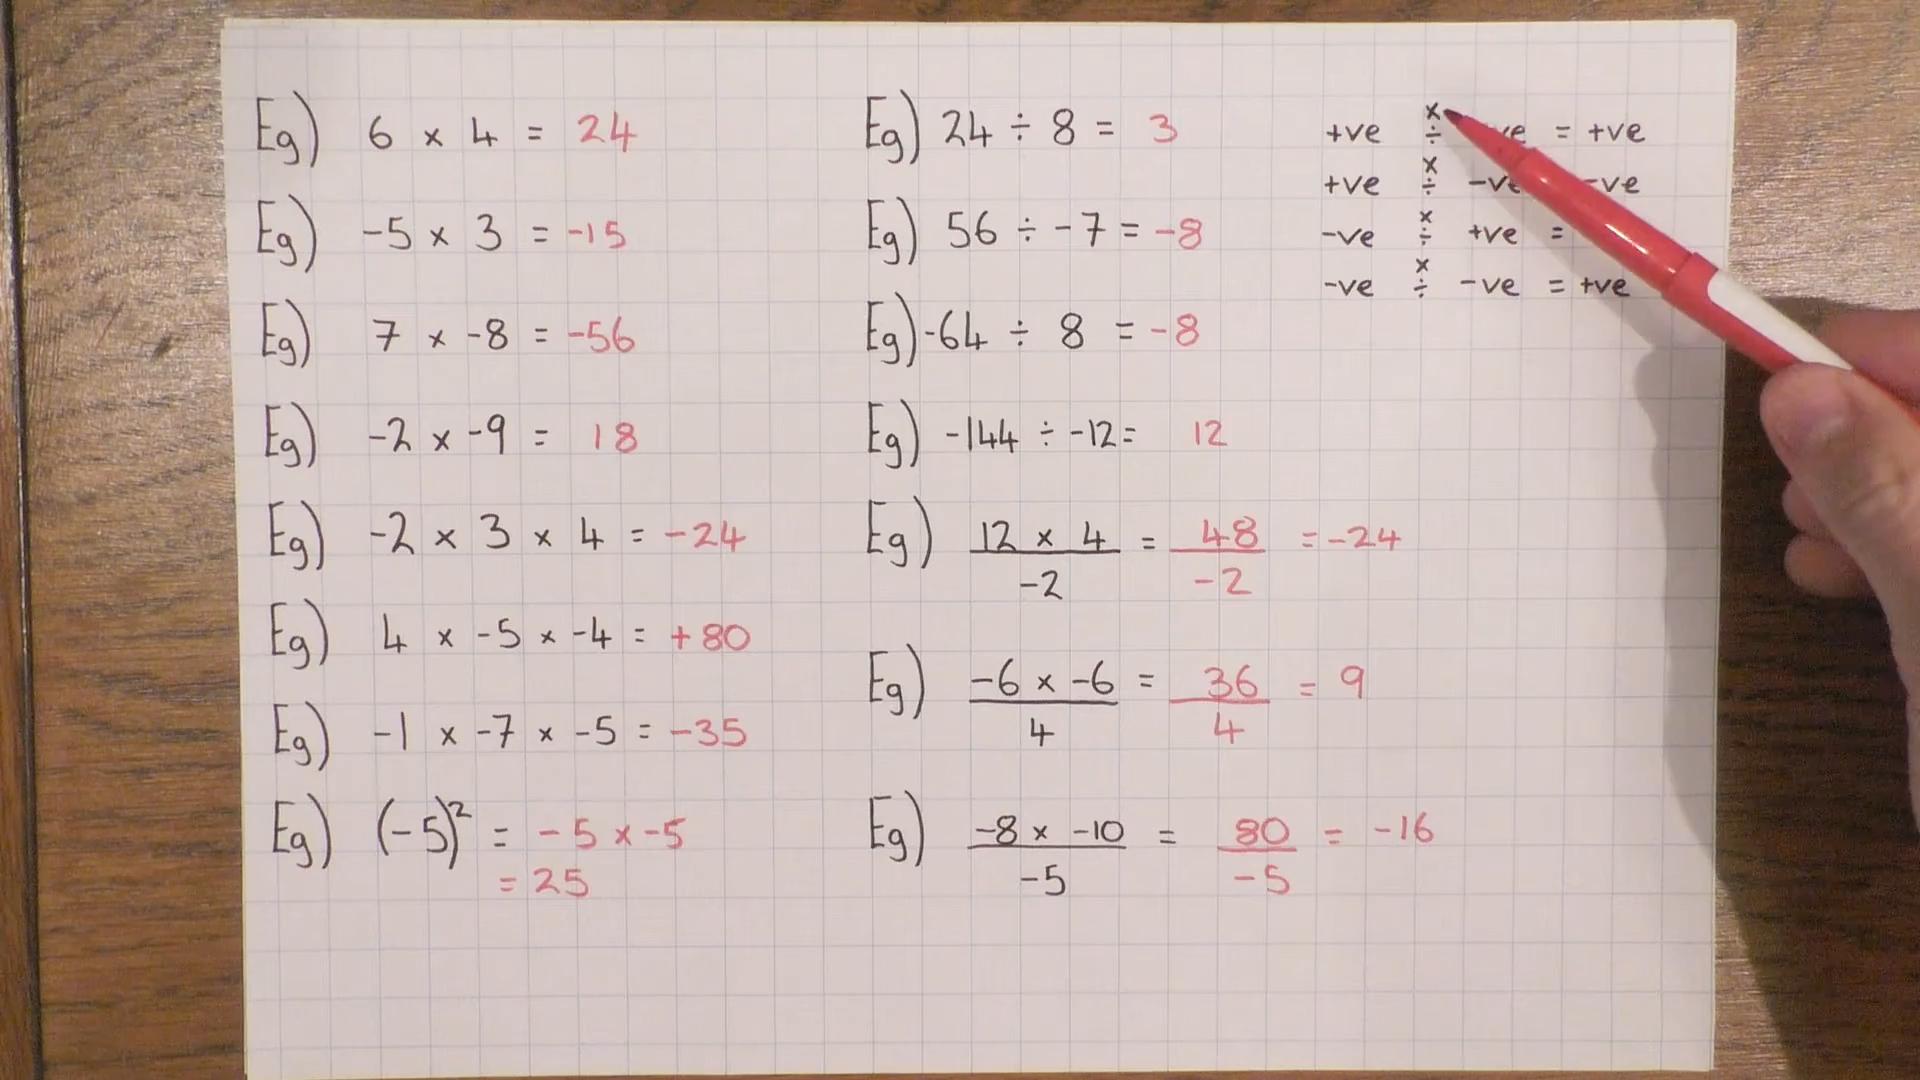 Eg) 6 × 4 = 24
Eg) -5 × 3 = -15
Eg) 7 × -8 = -56
Eg) -2 × -9 = 18
Eg) -2 × 3 × 4 = -24
Eg) 4 × -5 × -4 = +80
Eg) -1 × -7 × -5 = -35
Eg) (-5)² = -5 × -5
= 25
Eg) 24 ÷ 8 = 3
Eg) 56 ÷ -7 = -8
Eg) -64 ÷ 8 = -8
Eg) -144 ÷ -12 = 12
Eg) 12 × 4 = 48 = -24
-2 -2
Eg) -6 × -6 = 36 = 9
4 4
Eg) -8 × -10 = 80 = -16
-5 -5
×
+ve ÷ ve = +ve
×
+ve ÷ -ve -ve
×
-ve ÷ +ve =
×
-ve ÷ -ve = +ve